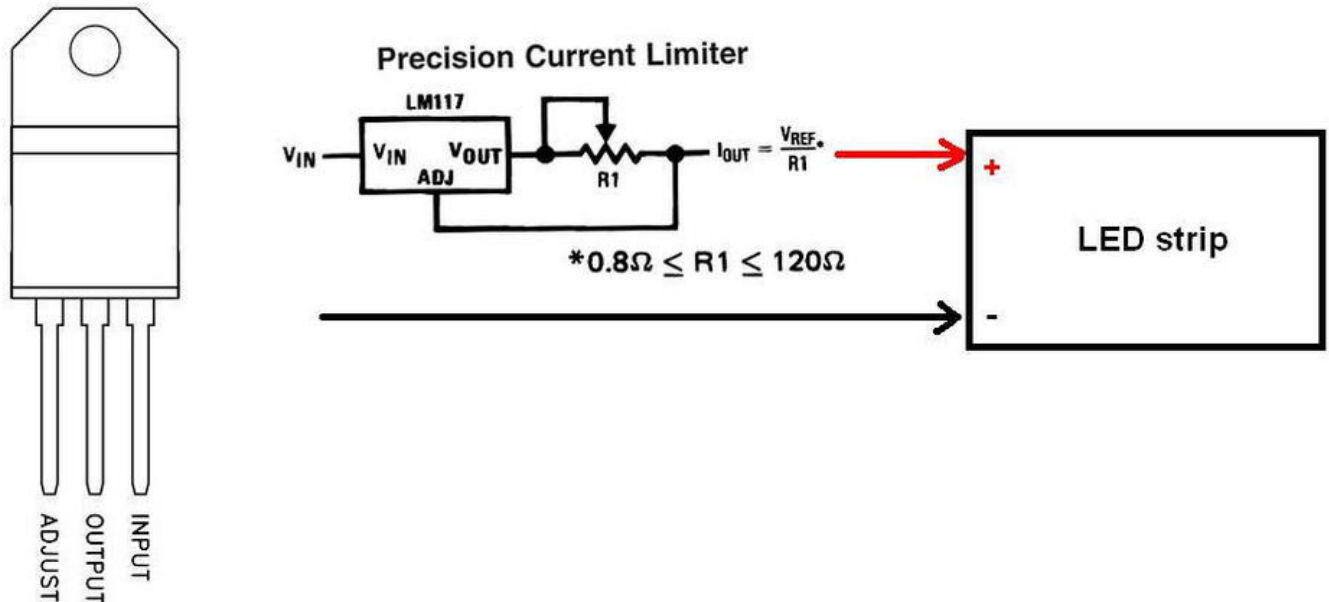 Precision Current Limiter
LM117
VIN
VIN VOUT
ADJ
R1
IOUT = VREF* / R1
*0.8Ω ≤ R1 ≤ 120Ω
+
LED strip
-
ADJUST
OUTPUT
INPUT